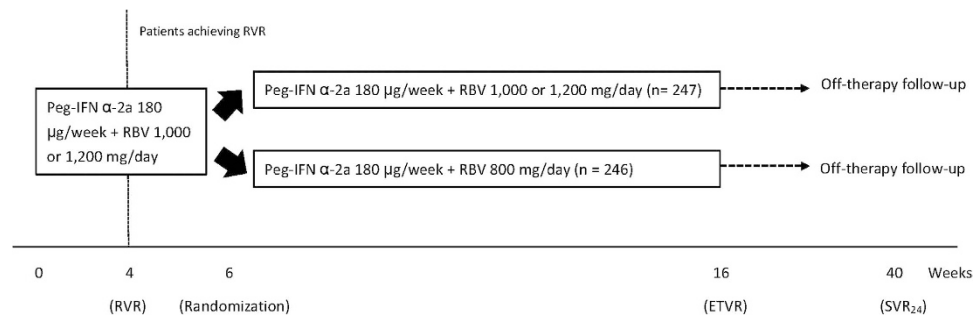 Patients achieving RVR
Peg-IFN α-2a 180
μg/week + RBV 1,000
or 1,200 mg/day
Peg-IFN α-2a 180 μg/week + RBV 1,000 or 1,200 mg/day (n= 247)
Off-therapy follow-up
Peg-IFN α-2a 180 μg/week + RBV 800 mg/day (n = 246)
Off-therapy follow-up
0 4 6 16 40 Weeks
(RVR) (Randomization) (ETVR) (SVR₂₄)